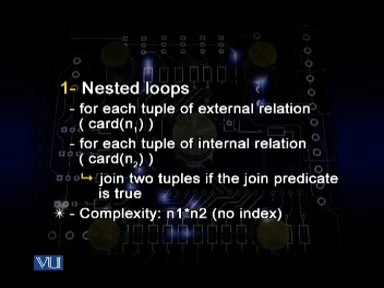 1- Nested loops
- for each tuple of external relation
( card(n₁) )
- for each tuple of internal relation
( card(n₂) )
↳ join two tuples if the join predicate
is true
✴ - Complexity: n1*n2 (no index)
VU